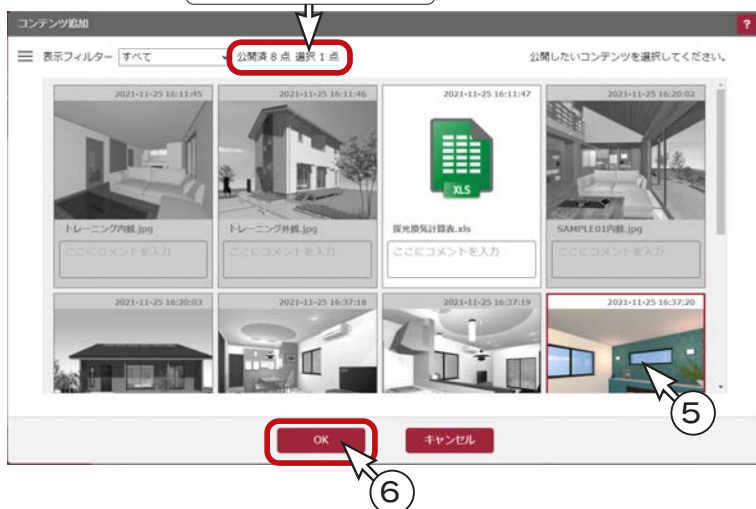 コンテンツ追加
?
表示フィルター すべて 公開済 8 点 選択 1 点 公開したいコンテンツを選択してください。
2021-11-25 16:11:45 2021-11-25 16:11:46 2021-11-25 16:11:47 2021-11-25 16:20:02
XLS
トレーニング内観.jpg トレーニング外観.jpg 採光換気計算表.xls SAMPLE01内観.jpg
ここにコメントを入力 ここにコメントを入力 ここにコメントを入力 ここにコメントを入力
2021-11-25 16:20:03 2021-11-25 16:37:18 2021-11-25 16:37:19 2021-11-25 16:37:20
5
OK キャンセル
6